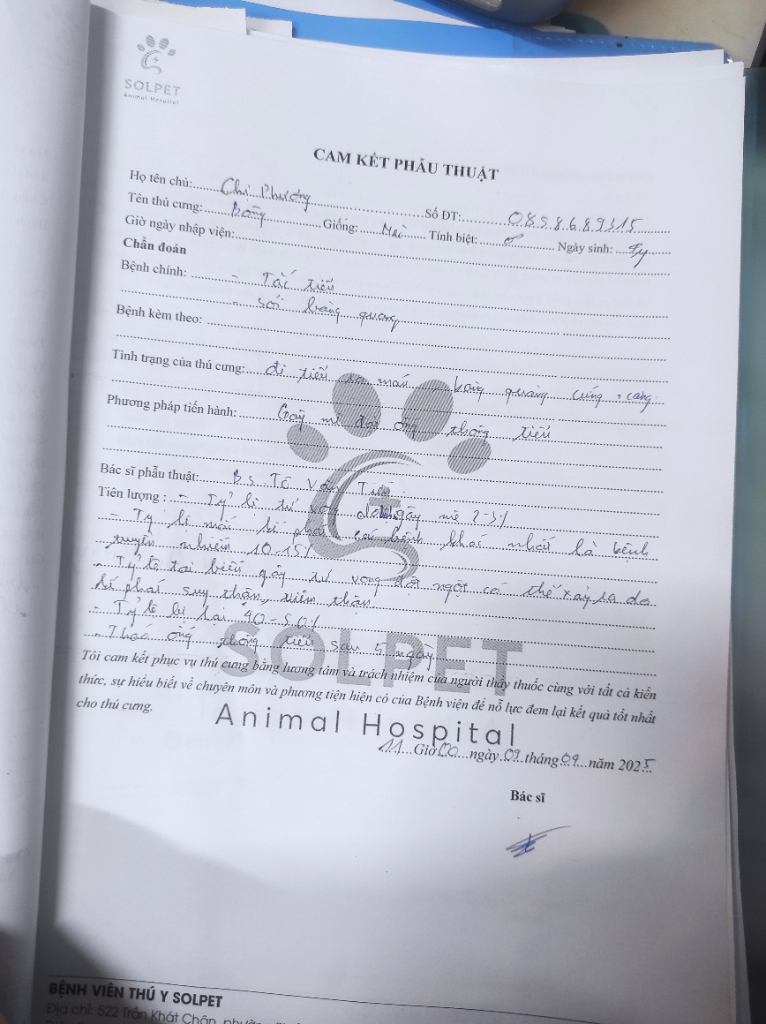 SOLPET
Animal Hospital
CAM KẾT PHẪU THUẬT
Họ tên chủ: Chị Phương Số ĐT: 0858689315
Tên thú cưng: Bông Giống: Mèo Tính biệt: ♂ Ngày sinh: 5y
Giờ ngày nhập viện:
Chẩn đoán
Bệnh chính: - Tắc tiểu
- sỏi bàng quang
Bệnh kèm theo:
Tình trạng của thú cưng: đi tiểu ra máu, bàng quang cứng, căng
Phương pháp tiến hành: Gây mê đặt ống thông tiểu
Bác sĩ phẫu thuật: Bs. Tô Văn
Tiên lượng: - Tỷ lệ tử vong do gây mê 2-3%
- Tỷ lệ mắc kế phát các bệnh khác nhất là bệnh
truyền nhiễm 10-15%
- Tỷ lệ tai biến gây tử vong đột ngột có thể xảy ra do
kế phát suy thận, viêm thận
- Tỷ lệ bị lại 40-50%
- Tháo ống thông tiểu sau 5 ngày
Tôi cam kết phục vụ thú cưng bằng lương tâm và trách nhiệm của người thầy thuốc cùng với tất cả kiến
thức, sự hiểu biết về chuyên môn và phương tiện hiện có của Bệnh viện để nỗ lực đem lại kết quả tốt nhất
cho thú cưng.
SOLPET
Animal Hospital
11 Giờ 00 ngày 09 tháng 09 năm 2025
Bác sĩ
BỆNH VIỆN THÚ Y SOLPET
Địa chỉ: 522 Trần Khát Chân, phường